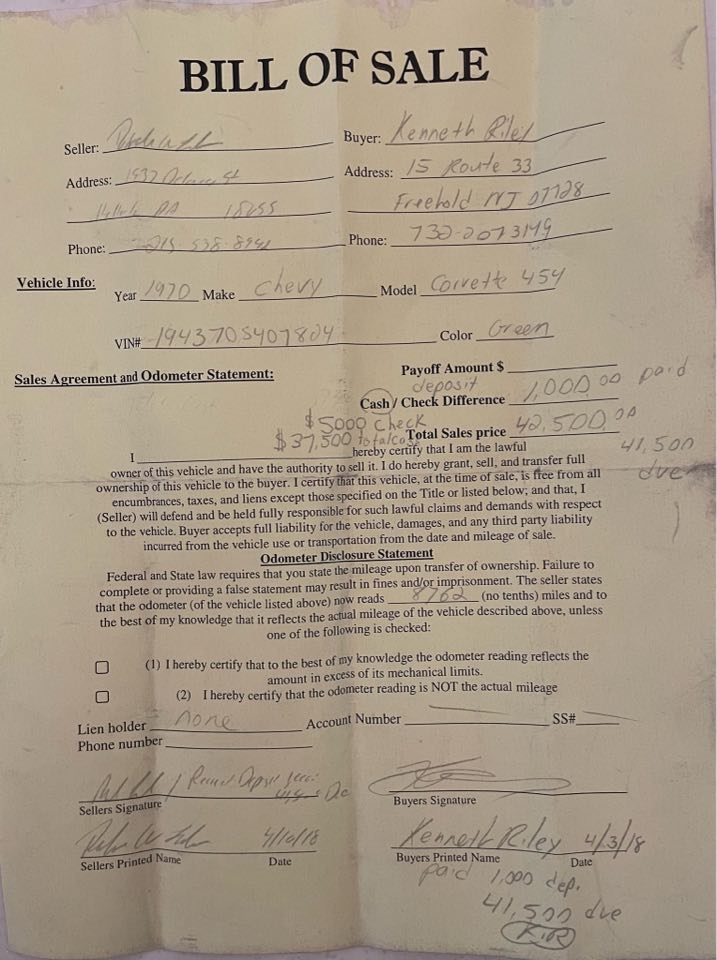 BILL OF SALE
Seller:
Buyer: Kenneth Riley
Address: 1537 St
Address: 15 Route 33
PA
Freehold NJ 07728
Phone: 215 538-
Phone: 732-2073149
Vehicle Info:
Year 1970 Make Chevy Model Corvette 454
VIN# 194370S407804 Color Green
Sales Agreement and Odometer Statement:
Payoff Amount $
deposit
Cash / Check Difference 1,000.00 paid
$5000 check
Total Sales price 42,500.00
$37,500 total
41,500
due
I hereby certify that I am the lawful
owner of this vehicle and have the authority to sell it. I do hereby grant, sell, and transfer full
ownership of this vehicle to the buyer. I certify that this vehicle, at the time of sale, is free from all
encumbrances, taxes, and liens except those specified on the Title or listed below; and that, I
(Seller) will defend and be held fully responsible for such lawful claims and demands with respect
to the vehicle. Buyer accepts full liability for the vehicle, damages, and any third party liability
incurred from the vehicle use or transportation from the date and mileage of sale.
Odometer Disclosure Statement
Federal and State law requires that you state the mileage upon transfer of ownership. Failure to
complete or providing a false statement may result in fines and/or imprisonment. The seller states
that the odometer (of the vehicle listed above) now reads 8762 (no tenths) miles and to
the best of my knowledge that it reflects the actual mileage of the vehicle described above, unless
one of the following is checked:
(1) I hereby certify that to the best of my knowledge the odometer reading reflects the
amount in excess of its mechanical limits.
(2) I hereby certify that the odometer reading is NOT the actual mileage
Lien holder none Account Number SS#
Phone number
Sellers Signature
Buyers Signature
4/10/18
Kenneth Riley 4/3/18
Sellers Printed Name Date
Buyers Printed Name Date
paid 1,000 dep.
41,500 due
K.R